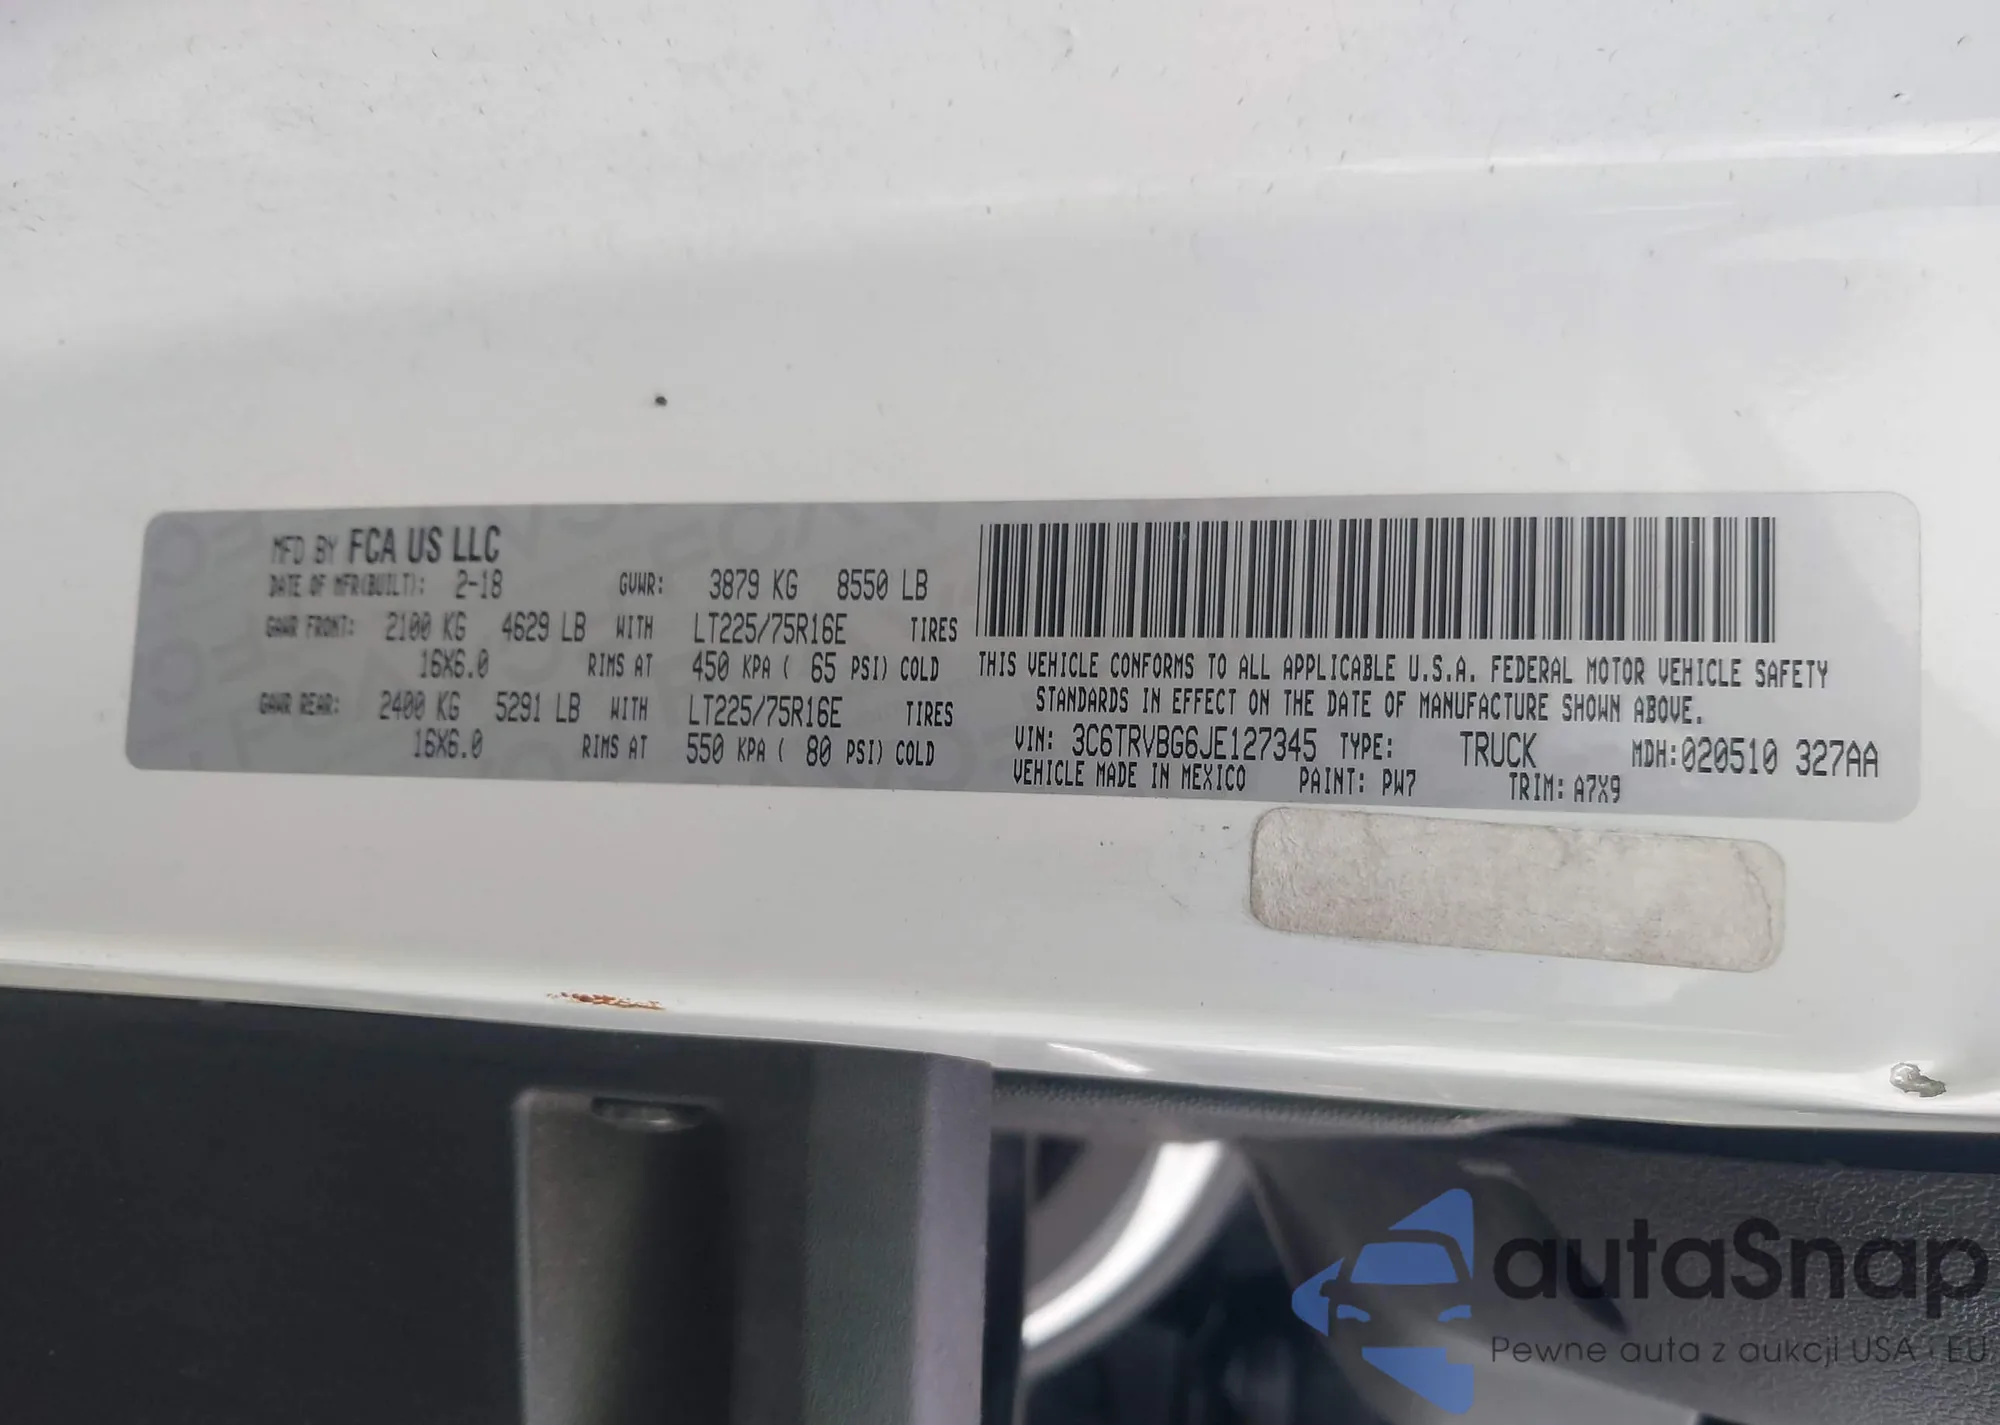 MFD BY FCA US LLC
DATE OF MFR(BUILT): 2-18 GVWR: 3879 KG 8550 LB
GAWR FRONT: 2100 KG 4629 LB WITH LT225/75R16E TIRES
16X6.0 RIMS AT 450 KPA ( 65 PSI) COLD
GAWR REAR: 2400 KG 5291 LB WITH LT225/75R16E TIRES
16X6.0 RIMS AT 550 KPA ( 80 PSI) COLD
THIS VEHICLE CONFORMS TO ALL APPLICABLE U.S.A. FEDERAL MOTOR VEHICLE SAFETY
STANDARDS IN EFFECT ON THE DATE OF MANUFACTURE SHOWN ABOVE.
VIN: 3C6TRVBG6JE127345 TYPE: TRUCK MDH:020510 327AA
VEHICLE MADE IN MEXICO PAINT: PW7 TRIM: A7X9
autaSnap
Pewne auta z aukcji USA i EU